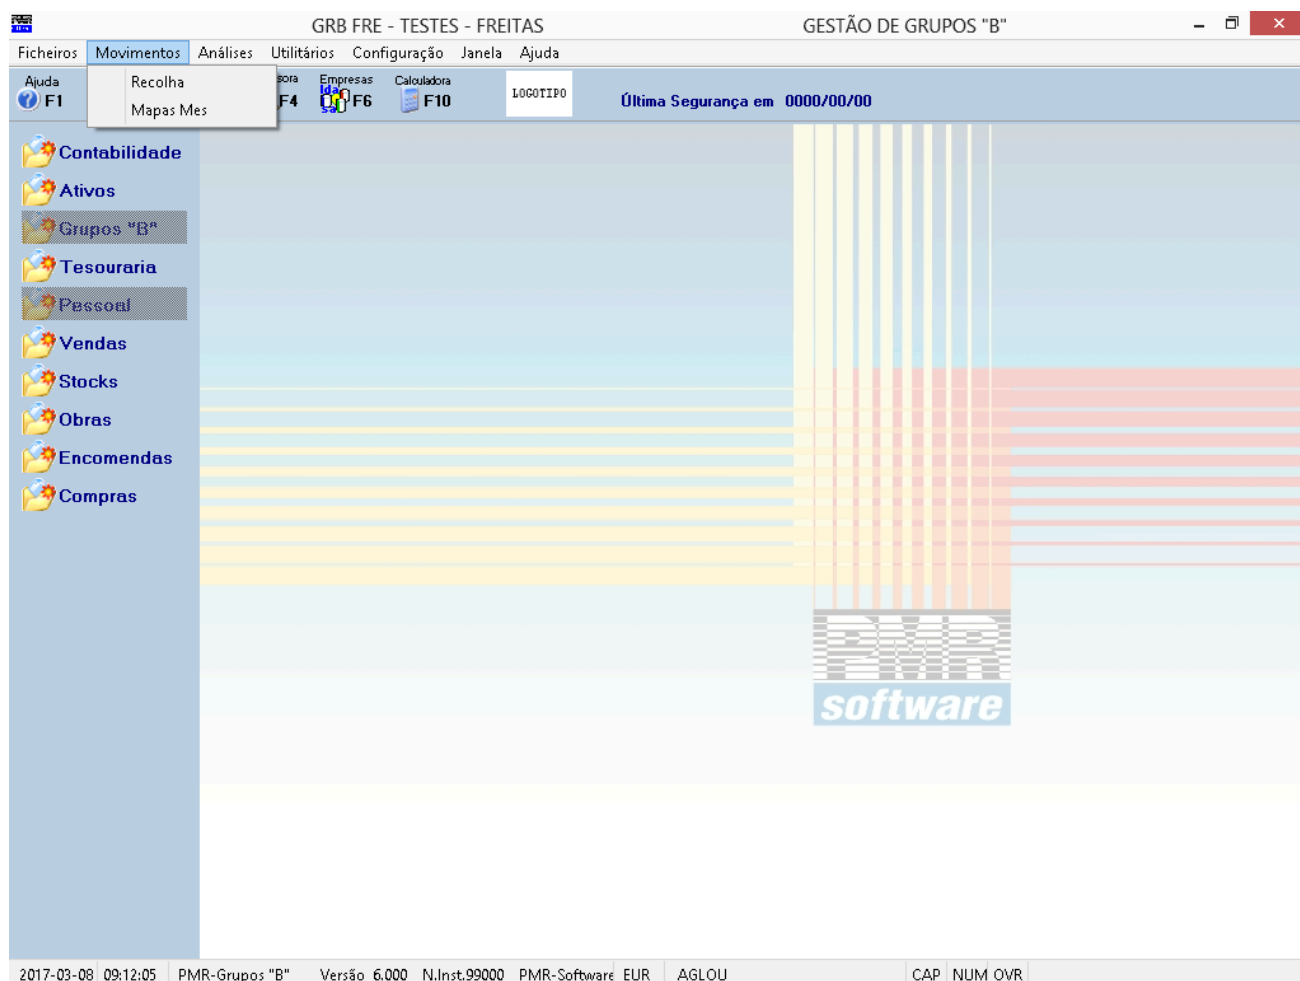 GRB FRE - TESTES - FREITAS GESTÃO DE GRUPOS "B"
Ficheiros Movimentos Análises Utilitários Configuração Janela Ajuda
Recolha
Mapas Mes
Ajuda
F1
F4
Empresas
F6
Calculadora
F10
LOGOTIPO
Última Segurança em 0000/00/00
Contabilidade
Ativos
Grupos "B"
Tesouraria
Pessoal
Vendas
Stocks
Obras
Encomendas
Compras
PMR
software
2017-03-08 09:12:05 PMR-Grupos "B" Versão 6.000 N.Inst.99000 PMR-Software EUR AGLOU CAP NUM OVR